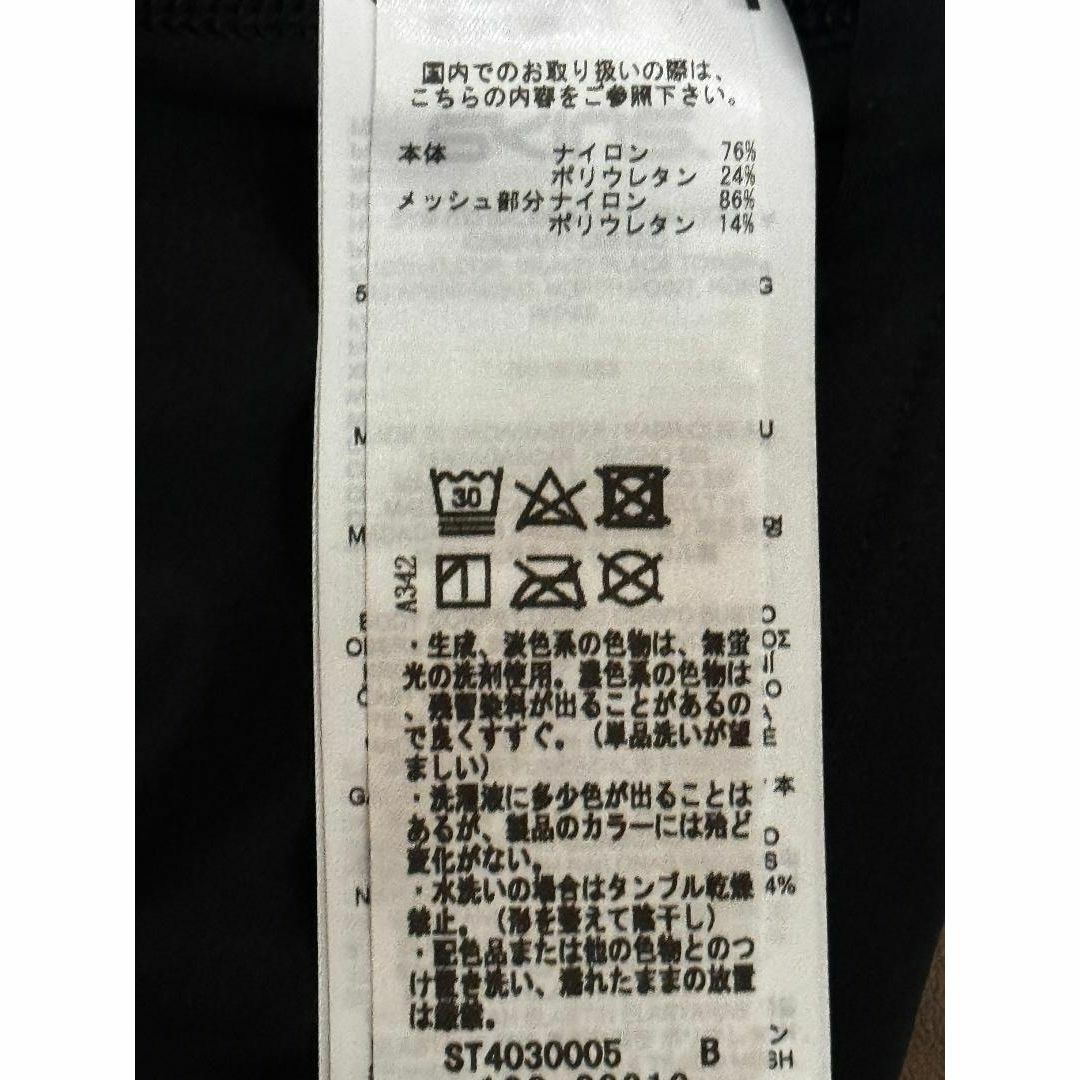 国内でのお取り扱いの際は、
こちらの内容をご参照下さい。
本体 ナイロン 76%
ポリウレタン 24%
メッシュ部分 ナイロン 86%
ポリウレタン 14%
30
A342
・生成、淡色系の色物は、無蛍
光の洗剤使用。濃色系の色物は
、残留染料が出ることがあるの
で良くすすぐ。(単品洗いが望
ましい)
・洗濯液に多少色が出ることは
あるが、製品のカラーには殆ど
変化がない。
・水洗いの場合はタンブル乾燥
禁止。(形を整えて陰干し)
・配色品または他の色物とのつ
け置き洗い、濡れたままの放置
は厳禁。
ST4030005 B